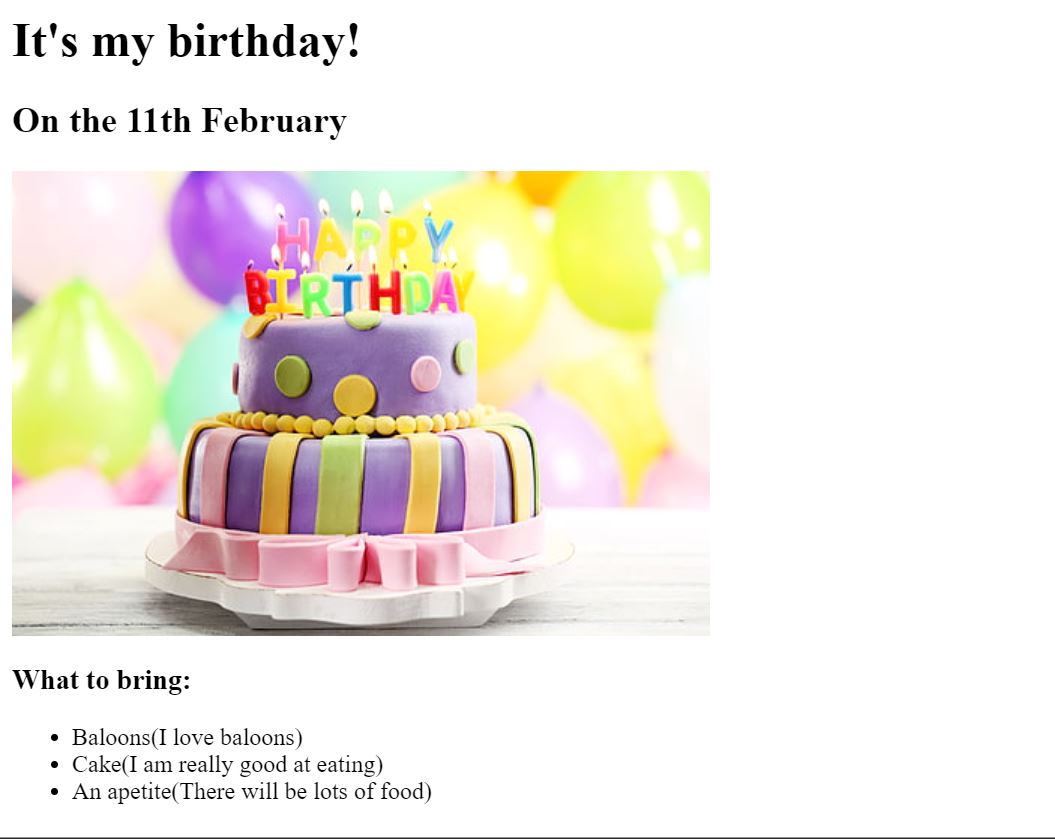 It's my birthday!
On the 11th February
HAPPY
BIRTHDAY
What to bring:
Baloons(I love baloons)
Cake(I am really good at eating)
An apetite(There will be lots of food)